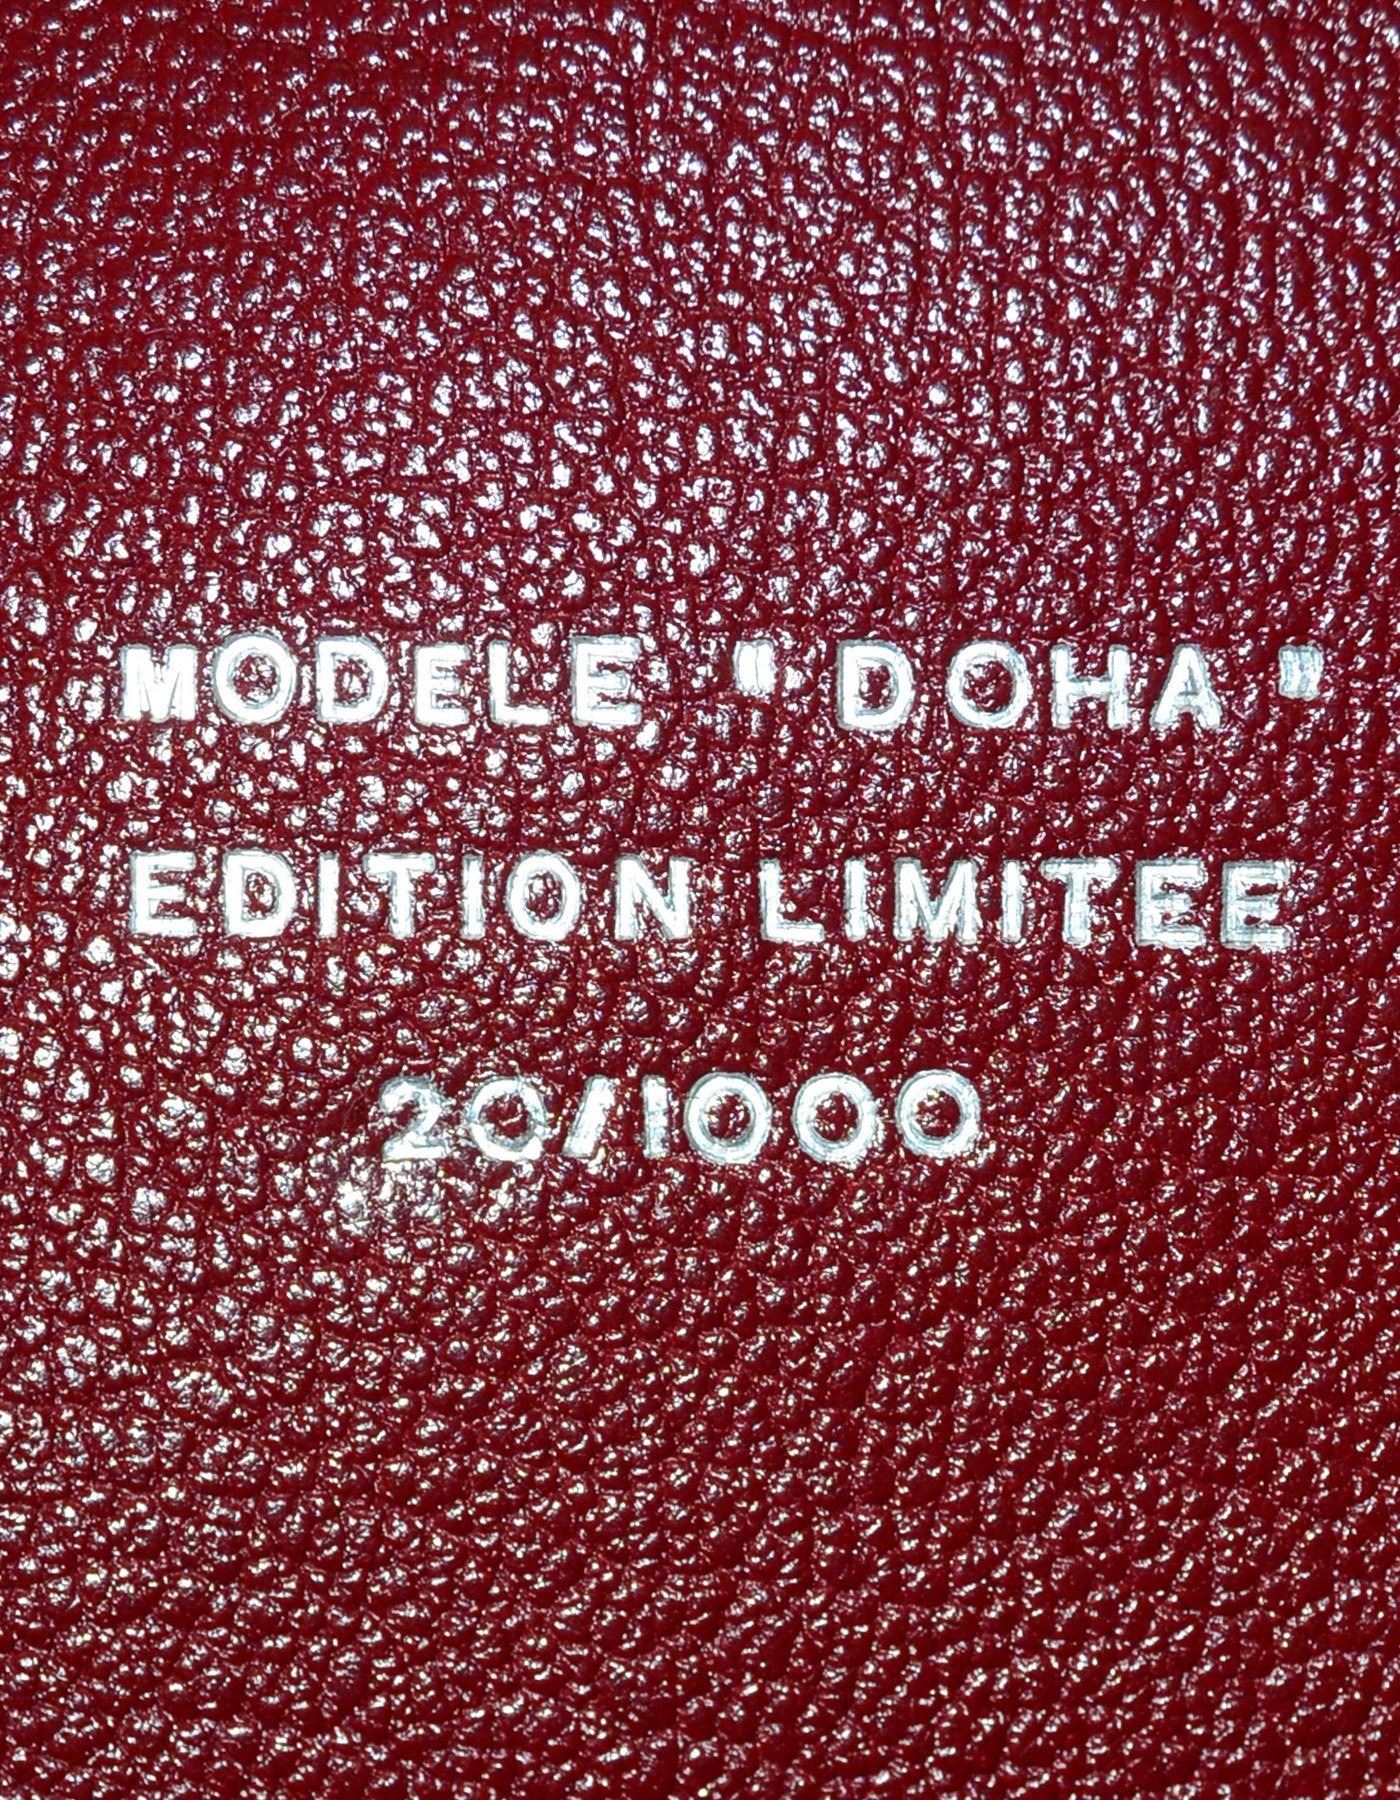 MODELE "DOHA"
EDITION LIMITEE
20/1000